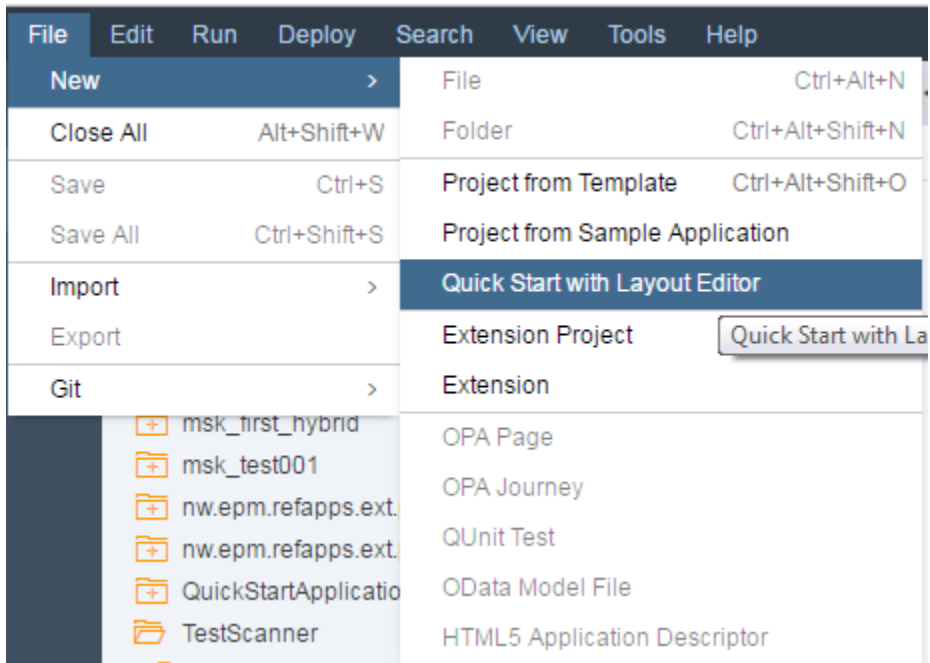 File Edit Run Deploy Search View Tools Help
New >
Close All Alt+Shift+W
Save Ctrl+S
Save All Ctrl+Shift+S
Import >
Export
Git >
File Ctrl+Alt+N
Folder Ctrl+Alt+Shift+N
Project from Template Ctrl+Alt+Shift+O
Project from Sample Application
Quick Start with Layout Editor
Extension Project
Quick Start with La
Extension
OPA Page
OPA Journey
QUnit Test
OData Model File
HTML5 Application Descriptor
msk_first_hybrid
msk_test001
nw.epm.refapps.ext.
nw.epm.refapps.ext.
QuickStartApplicatio
TestScanner